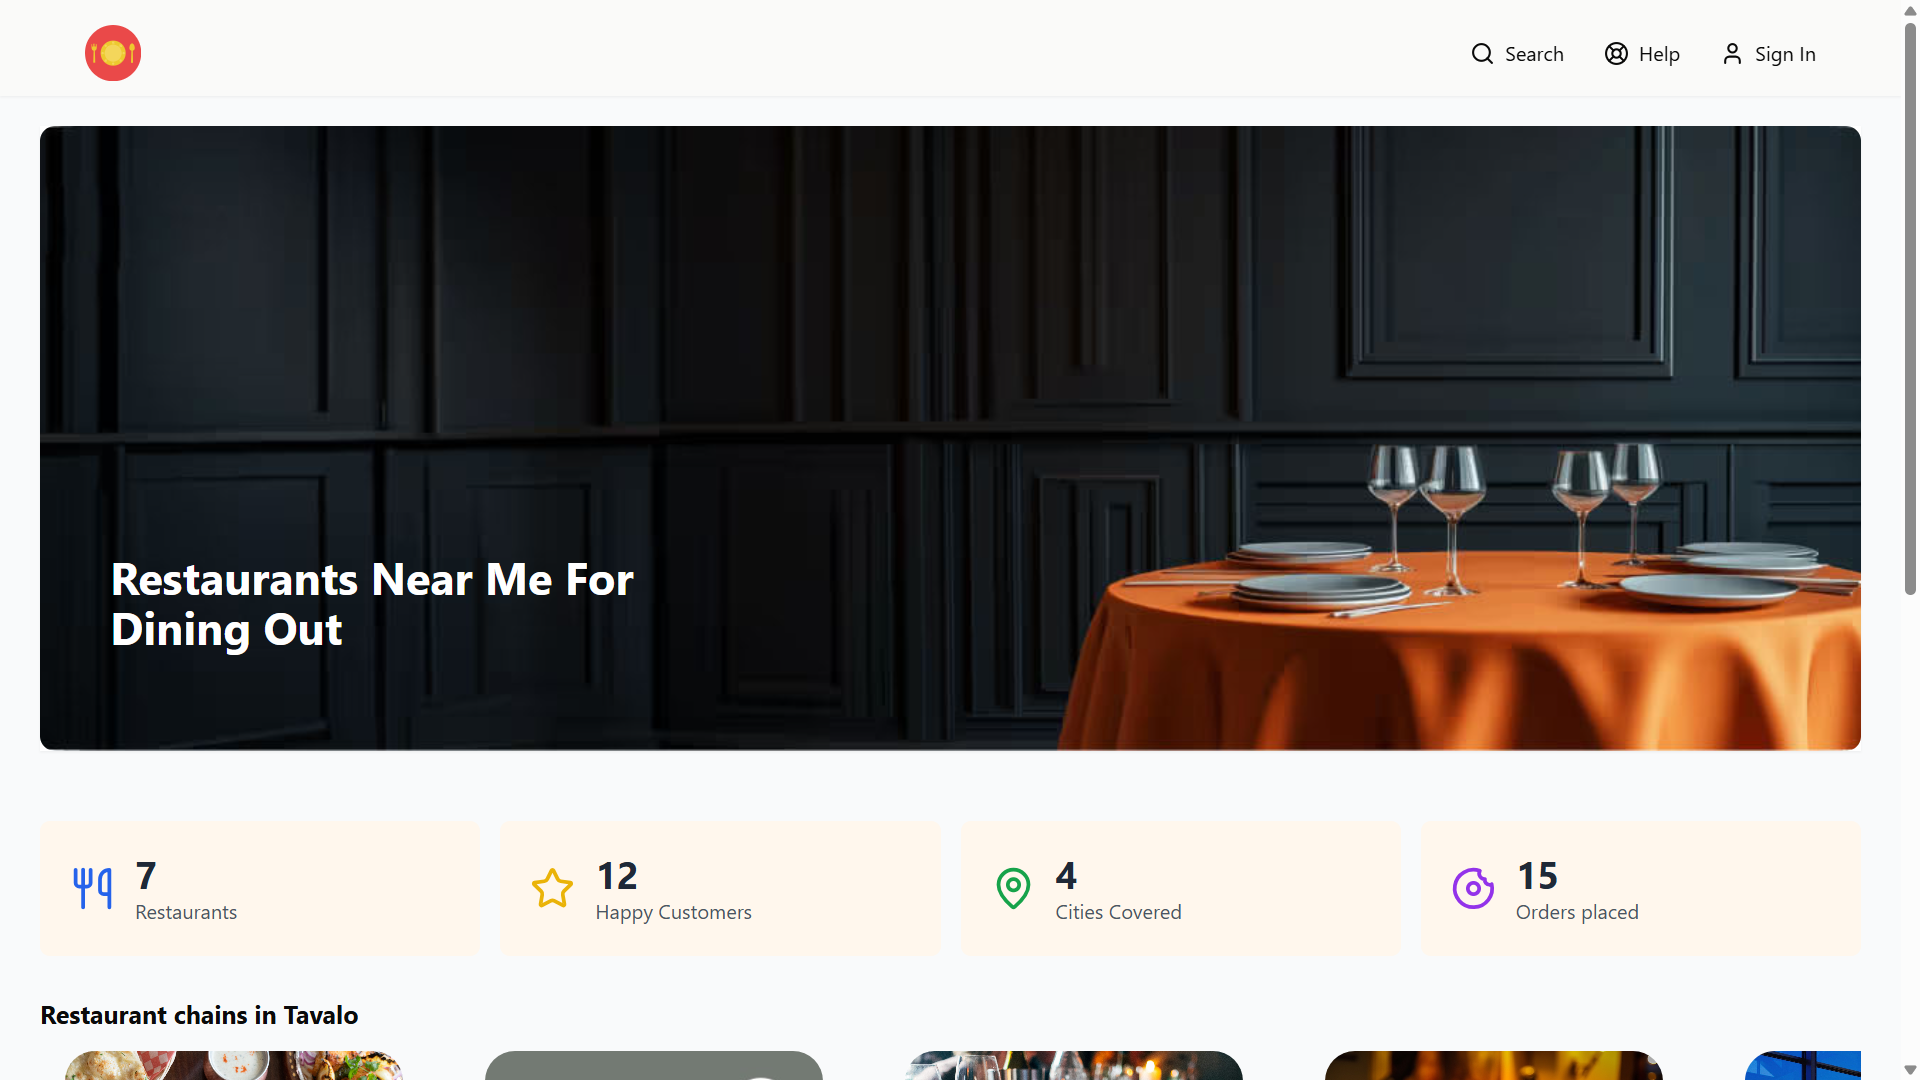 Search
Help
Sign In
Restaurants Near Me For
Dining Out
7
Restaurants
12
Happy Customers
4
Cities Covered
15
Orders placed
Restaurant chains in Tavalo